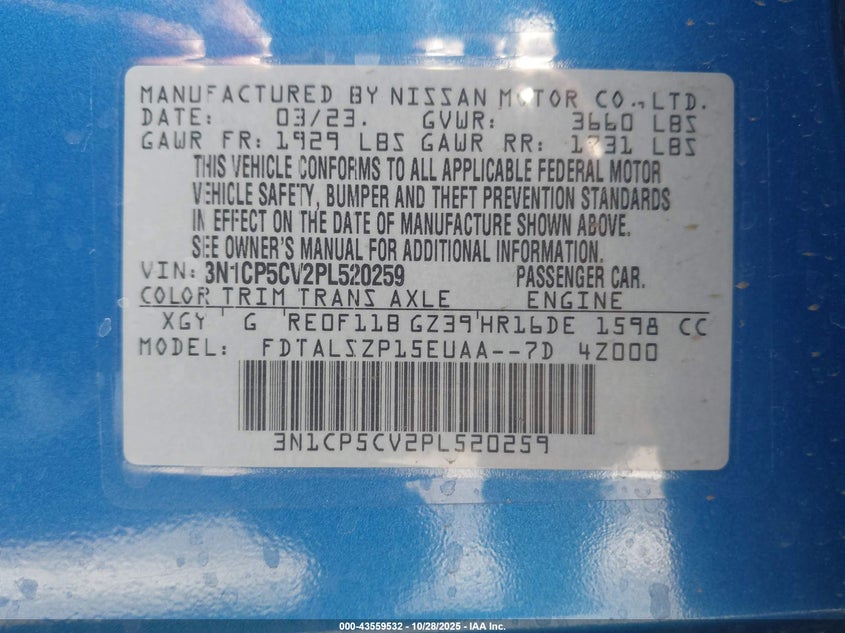 MANUFACTURED BY NISSAN MOTOR CO., LTD.
DATE: 03/23. GVWR: 3660 LBS
GAWR FR: 1929 LBS GAWR RR: 1731 LBS
THIS VEHICLE CONFORMS TO ALL APPLICABLE FEDERAL MOTOR
VEHICLE SAFETY, BUMPER AND THEFT PREVENTION STANDARDS
IN EFFECT ON THE DATE OF MANUFACTURE SHOWN ABOVE.
SEE OWNER'S MANUAL FOR ADDITIONAL INFORMATION.
VIN: 3N1CP5CV2PL520259 PASSENGER CAR.
COLOR TRIM TRANS AXLE ENGINE
XGY G RE0F11B GZ39 HR16DE 1598 CC
MODEL: FDTALSZP15EUAA--7D 4Z000
3N1CP5CV2PL520259
000-43559532 - 10/28/2025 - IAA Inc.